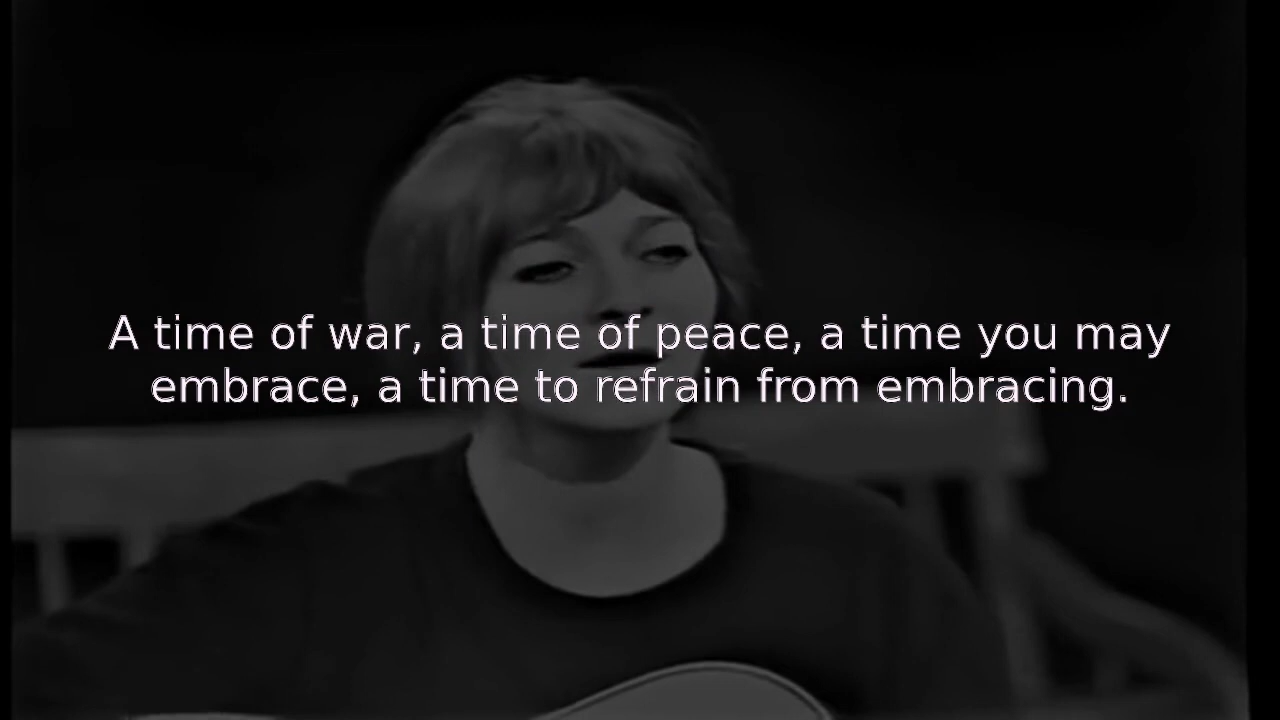 A time of war, a time of peace, a time you may
embrace, a time to refrain from embracing.